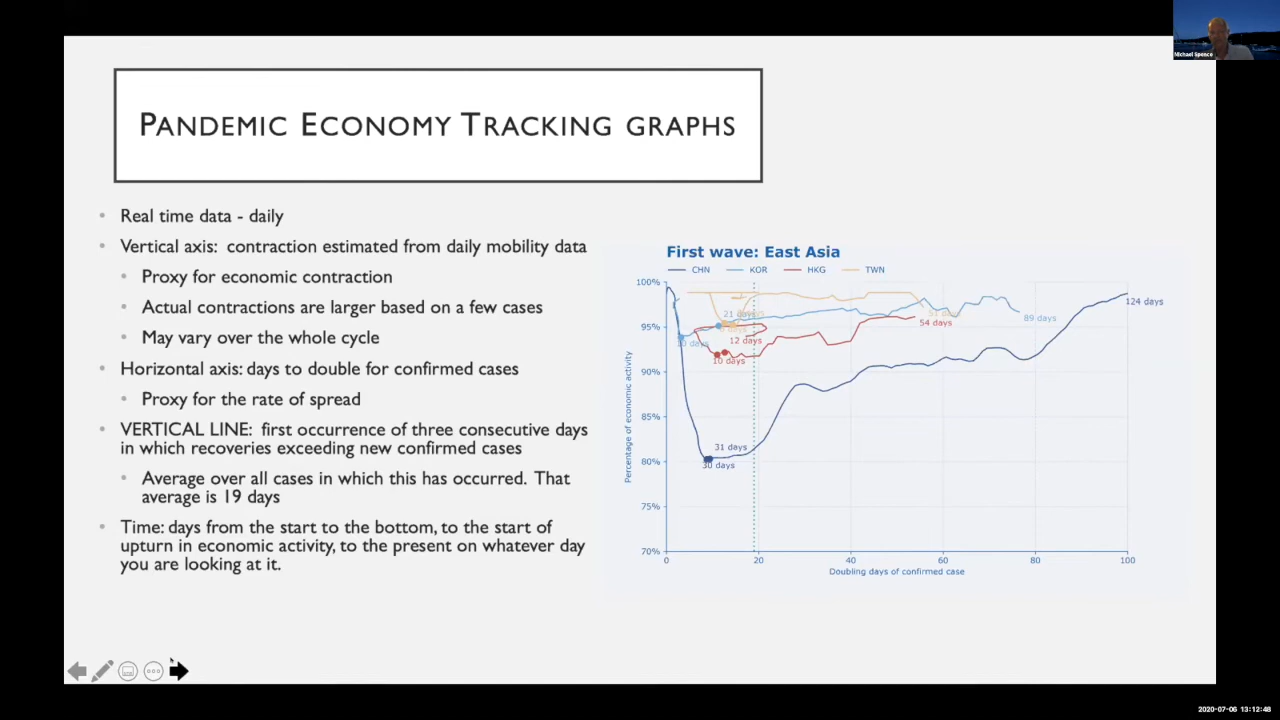 Michael Spence
PANDEMIC ECONOMY TRACKING GRAPHS
• Real time data - daily
• Vertical axis: contraction estimated from daily mobility data
• Proxy for economic contraction
• Actual contractions are larger based on a few cases
• May vary over the whole cycle
• Horizontal axis: days to double for confirmed cases
• Proxy for the rate of spread
• VERTICAL LINE: first occurrence of three consecutive days
in which recoveries exceeding new confirmed cases
• Average over all cases in which this has occurred. That
average is 19 days
• Time: days from the start to the bottom, to the start of
upturn in economic activity, to the present on whatever day
you are looking at it.
First wave: East Asia
CHN KOR HKG TWN
100%
95%
90%
85%
80%
75%
70%
Percentage of economic activity
124 days
89 days
54 days
51 days
21 days
12 days
10 days
31 days
30 days
0 20 40 60 80 100
Doubling days of confirmed case
2020-07-06 13:12:48